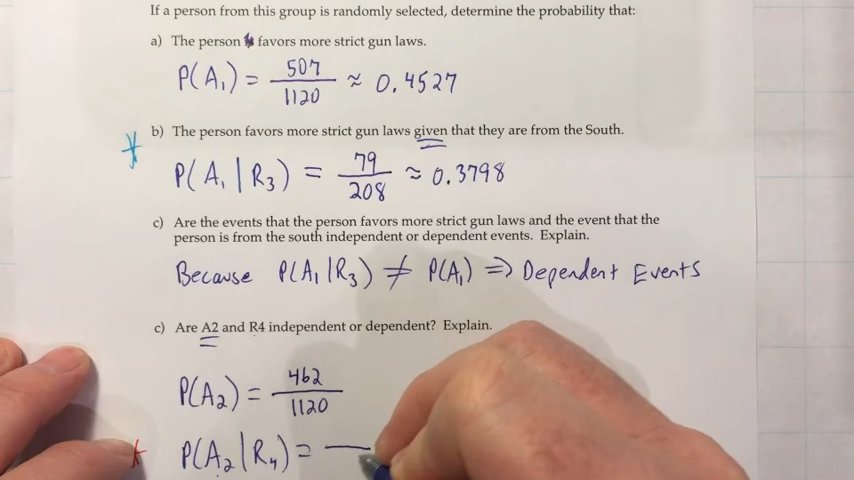 If a person from this group is randomly selected, determine the probability that:
a) The person favors more strict gun laws.
P(A₁) = 507/1120 ≈ 0.4527
b) The person favors more strict gun laws given that they are from the South.
P(A₁ | R₃) = 79/208 ≈ 0.3798
c) Are the events that the person favors more strict gun laws and the event that the
person is from the south independent or dependent events. Explain.
Because P(A₁|R₃) ≠ P(A₁) ⇒ Dependent Events
c) Are A2 and R4 independent or dependent? Explain.
P(A₂) = 462/1120
P(A₂|R₄) =